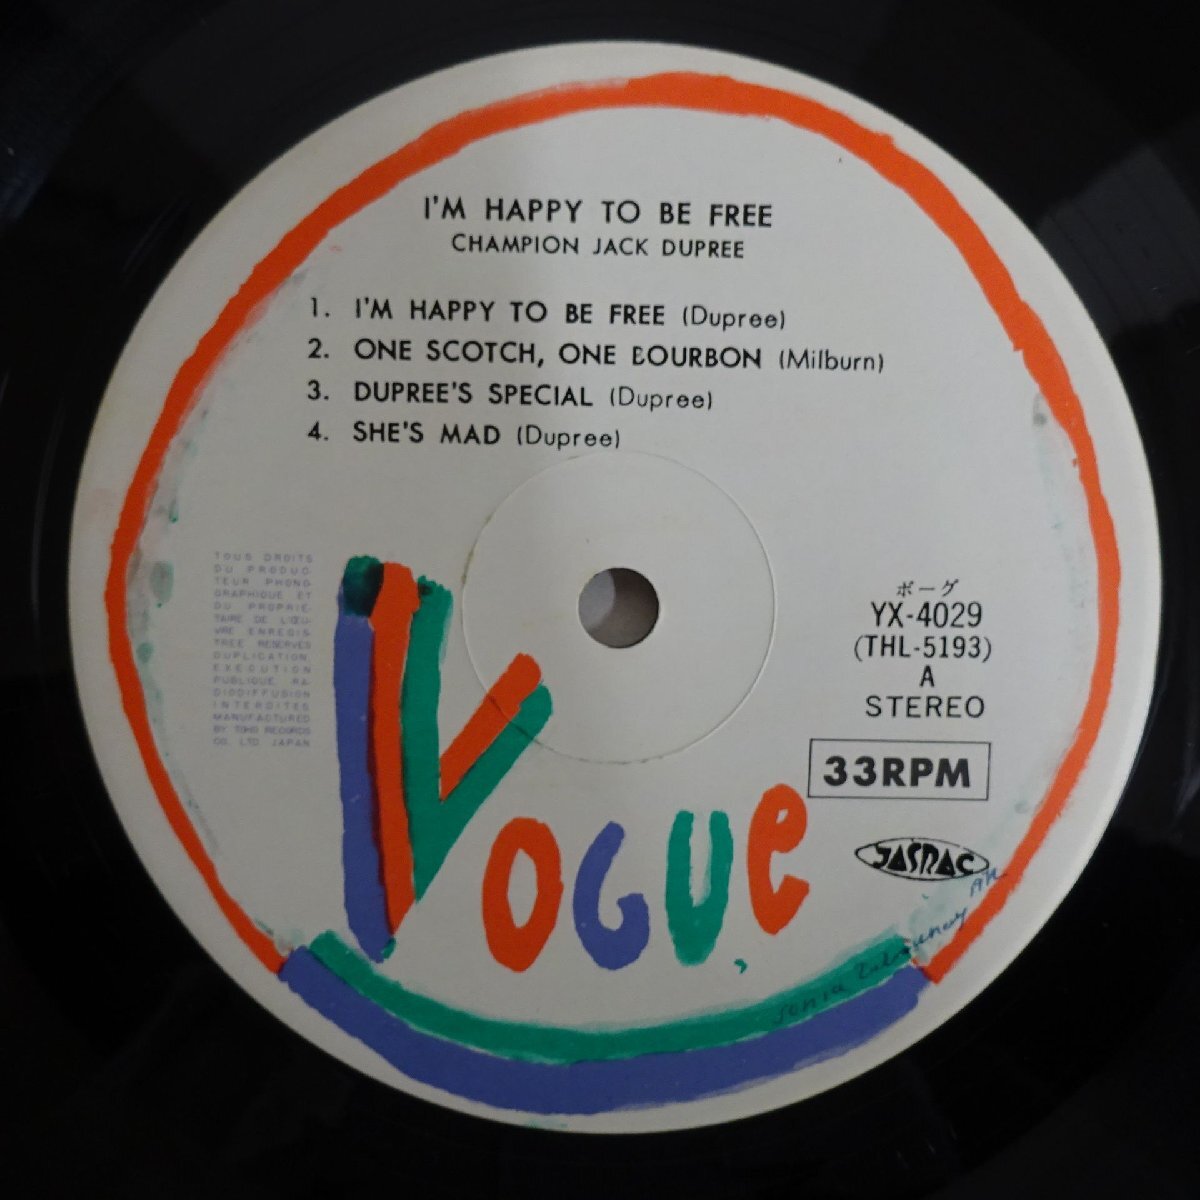 I'M HAPPY TO BE FREE
CHAMPION JACK DUPREE
1. I'M HAPPY TO BE FREE (Dupree)
2. ONE SCOTCH, ONE BOURBON (Milburn)
3. DUPREE'S SPECIAL (Dupree)
4. SHE'S MAD (Dupree)
TOUS DROITS
DU PRODUC-
TEUR PHONO-
GRAPHIQUE ET
DU PROPRIE-
TAIRE DE L'ŒU-
VRE ENREGIS-
TREE RESERVES
DUPLICATION,
EXECUTION
PUBLIQUE, RA-
DIODIFFUSION
INTERDITES.
MANUFACTURED
BY TOHO RECORDS
CO. LTD. JAPAN
ボーグ
YX-4029
(THL-5193)
A
STEREO
33RPM
JASRAC
VOGUE
sonia